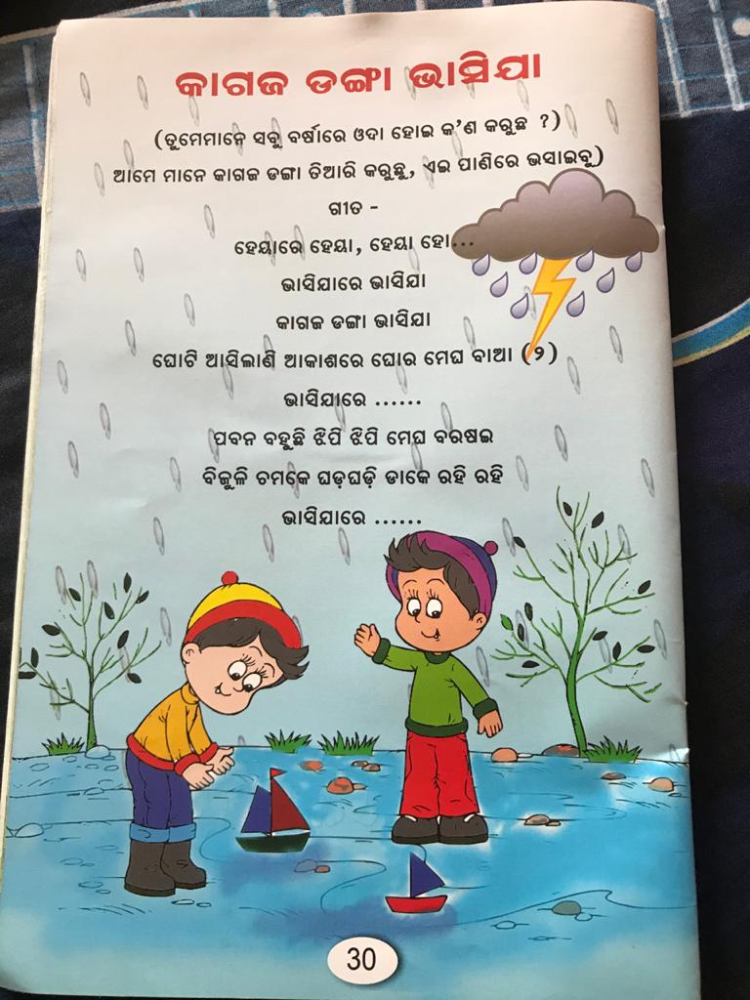 କାଗଜ ଡଙ୍ଗା ଭାସିଯା
(ତୁମେମାନେ ସବୁ ବର୍ଷାରେ ଓଦା ହୋଇ କ'ଣ କରୁଛ ?)
ଆମେ ମାନେ କାଗଜ ଡଙ୍ଗା ତିଆରି କରୁଛୁ, ଏଇ ପାଣିରେ ଭସାଇବୁ)
ଗୀତ -
ହେୟାରେ ହେୟା, ହେୟା ହୋ...
ଭାସିଯାରେ ଭାସିଯା
କାଗଜ ଡଙ୍ଗା ଭାସିଯା
ଘୋଟି ଆସିଲାଣି ଆକାଶରେ ଘୋର ମେଘ ବାଆ (୨)
ଭାସିଯାରେ ......
ପବନ ବହୁଛି ଝିପି ଝିପି ମେଘ ବରଷଇ
ବିଜୁଳି ଚମକେ ଘଡ଼ଘଡ଼ି ଡାକେ ରହି ରହି
ଭାସିଯାରେ ......
30